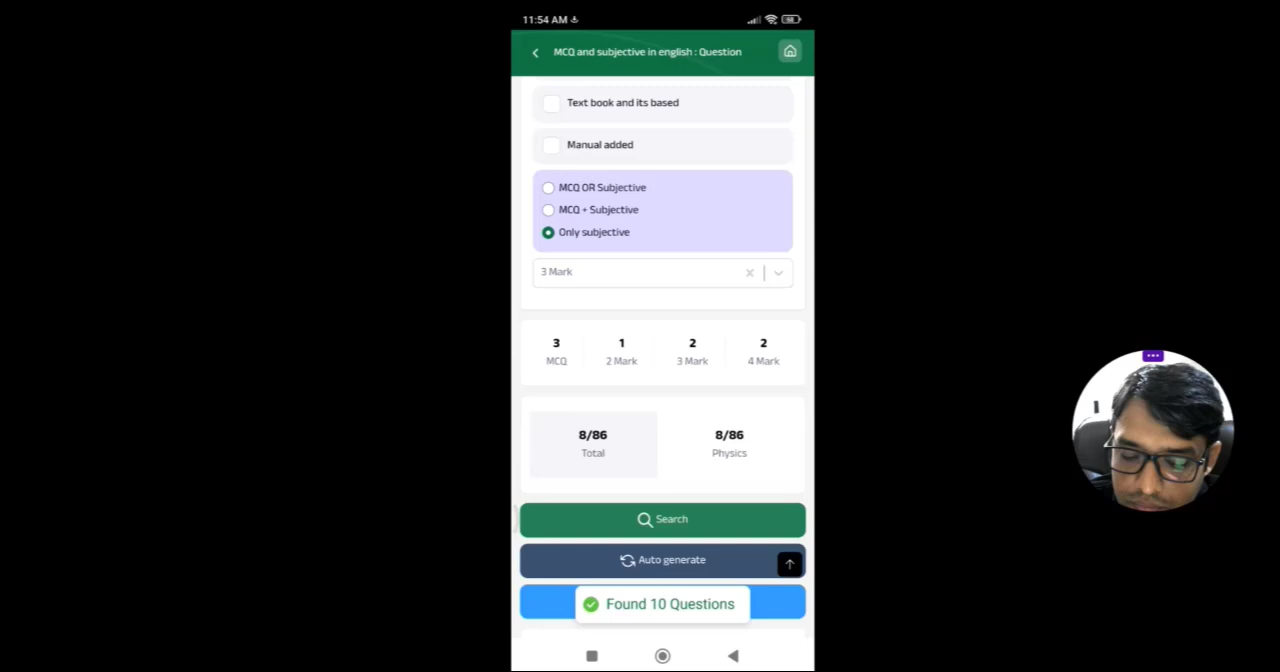 11:54 AM
68
MCQ and subjective in english : Question
Text book and its based
Manual added
MCQ OR Subjective
MCQ + Subjective
Only subjective
3 Mark
3 1 2 2
MCQ 2 Mark 3 Mark 4 Mark
8/86 8/86
Total Physics
Search
Auto generate
Found 10 Questions